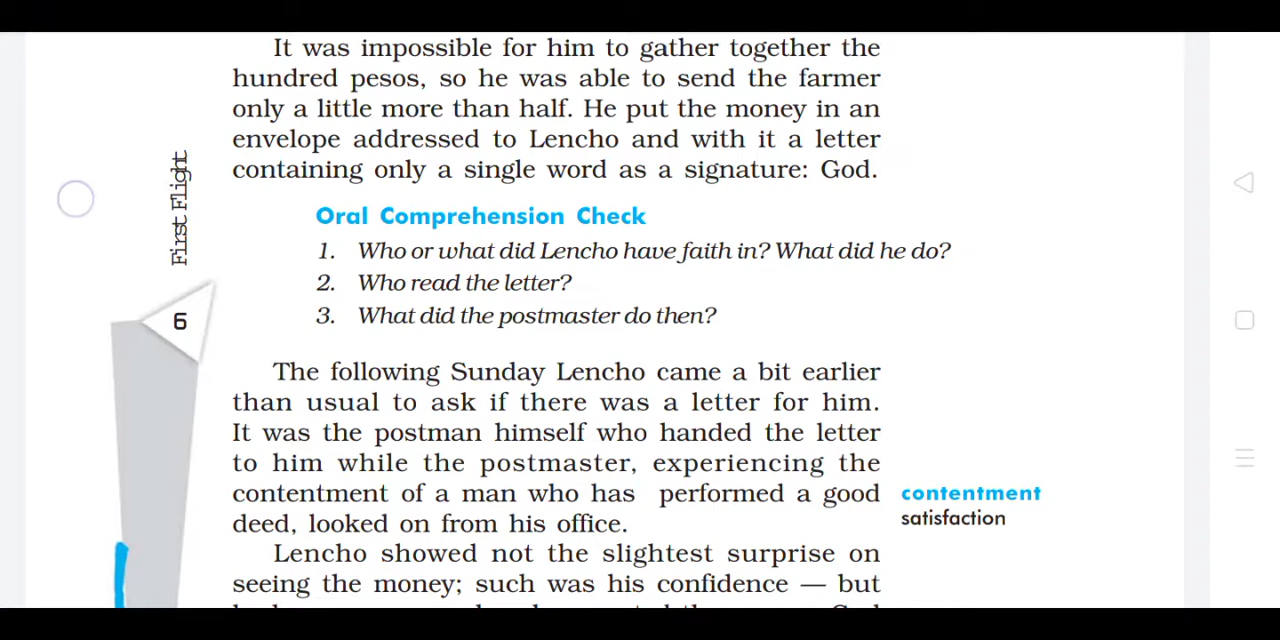 It was impossible for him to gather together the
hundred pesos, so he was able to send the farmer
only a little more than half. He put the money in an
envelope addressed to Lencho and with it a letter
containing only a single word as a signature: God.
First Flight
Oral Comprehension Check
1. Who or what did Lencho have faith in? What did he do?
2. Who read the letter?
3. What did the postmaster do then?
6
The following Sunday Lencho came a bit earlier
than usual to ask if there was a letter for him.
It was the postman himself who handed the letter
to him while the postmaster, experiencing the
contentment of a man who has performed a good
deed, looked on from his office.
contentment
satisfaction
Lencho showed not the slightest surprise on
seeing the money; such was his confidence — but